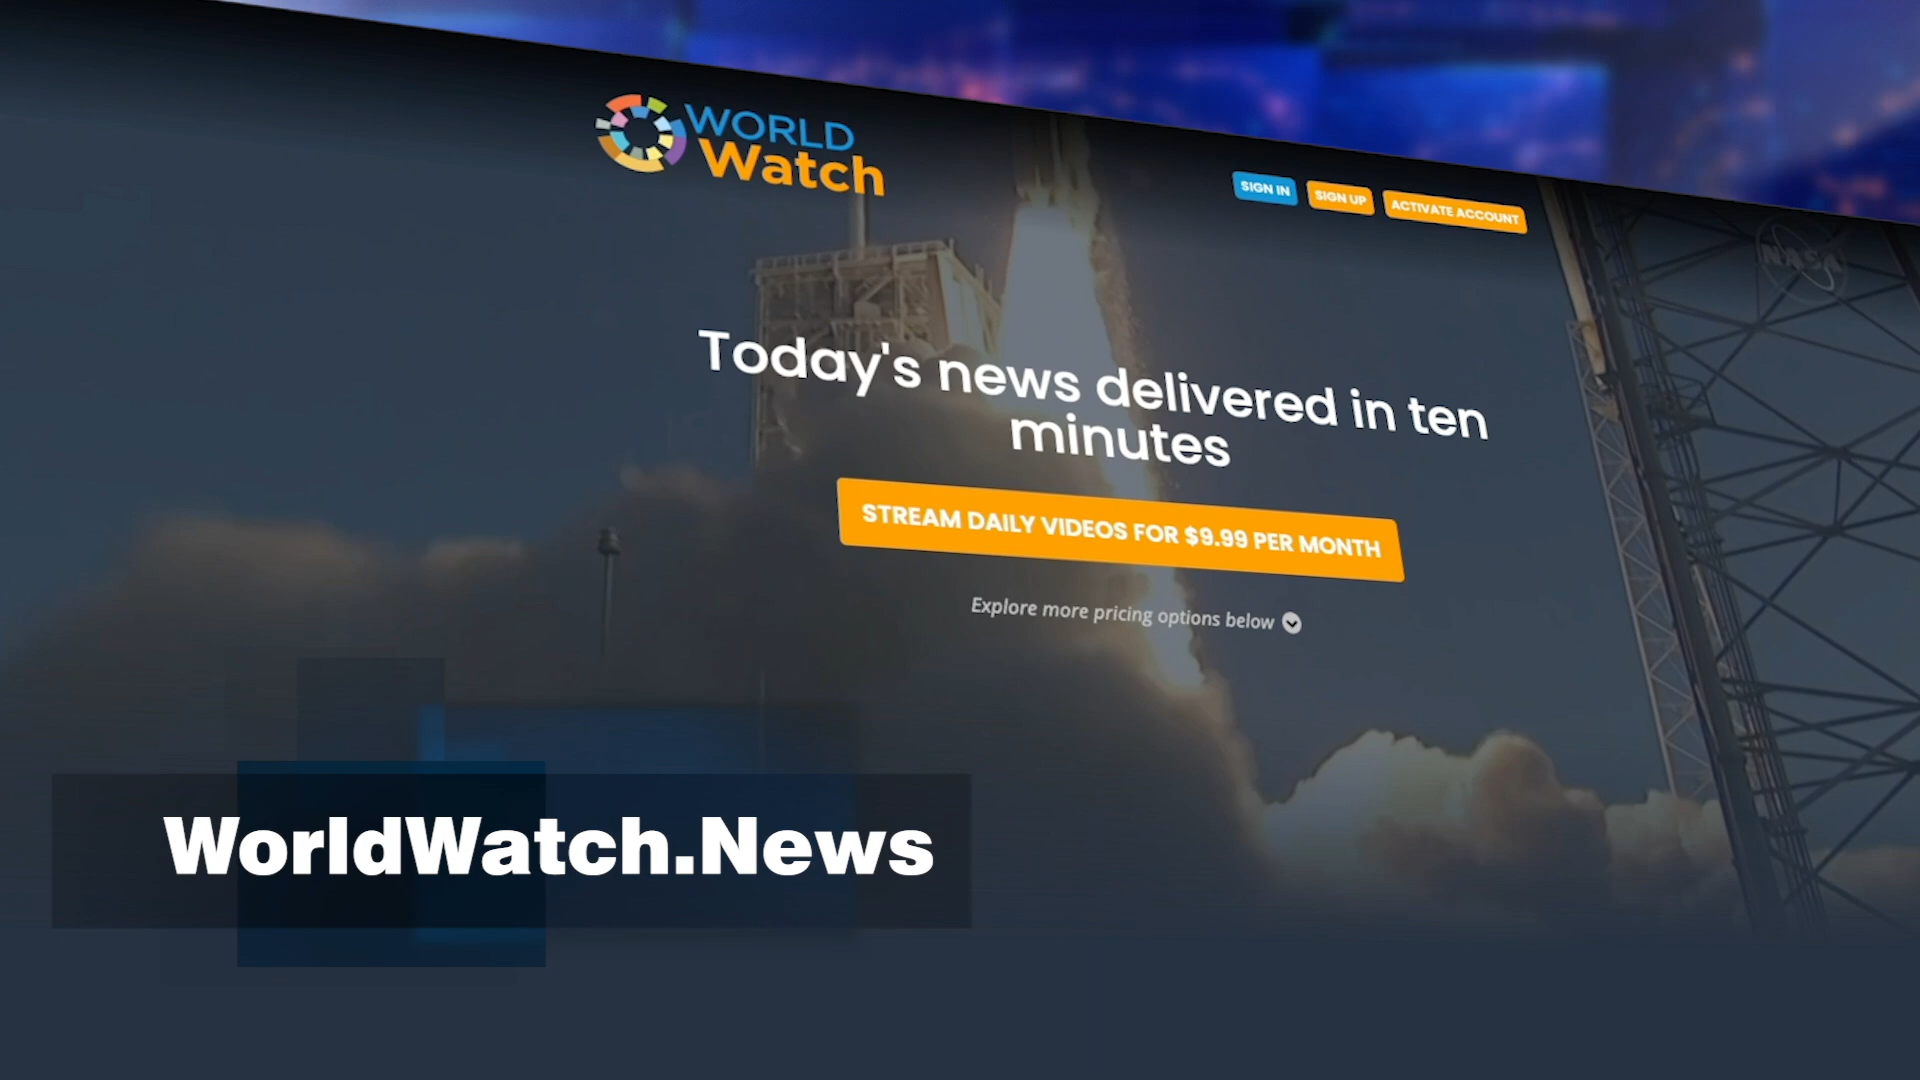 WORLD
Watch
SIGN IN
SIGN UP
ACTIVATE ACCOUNT
NASA
Today's news delivered in ten
minutes
STREAM DAILY VIDEOS FOR $9.99 PER MONTH
Explore more pricing options below
WorldWatch.News